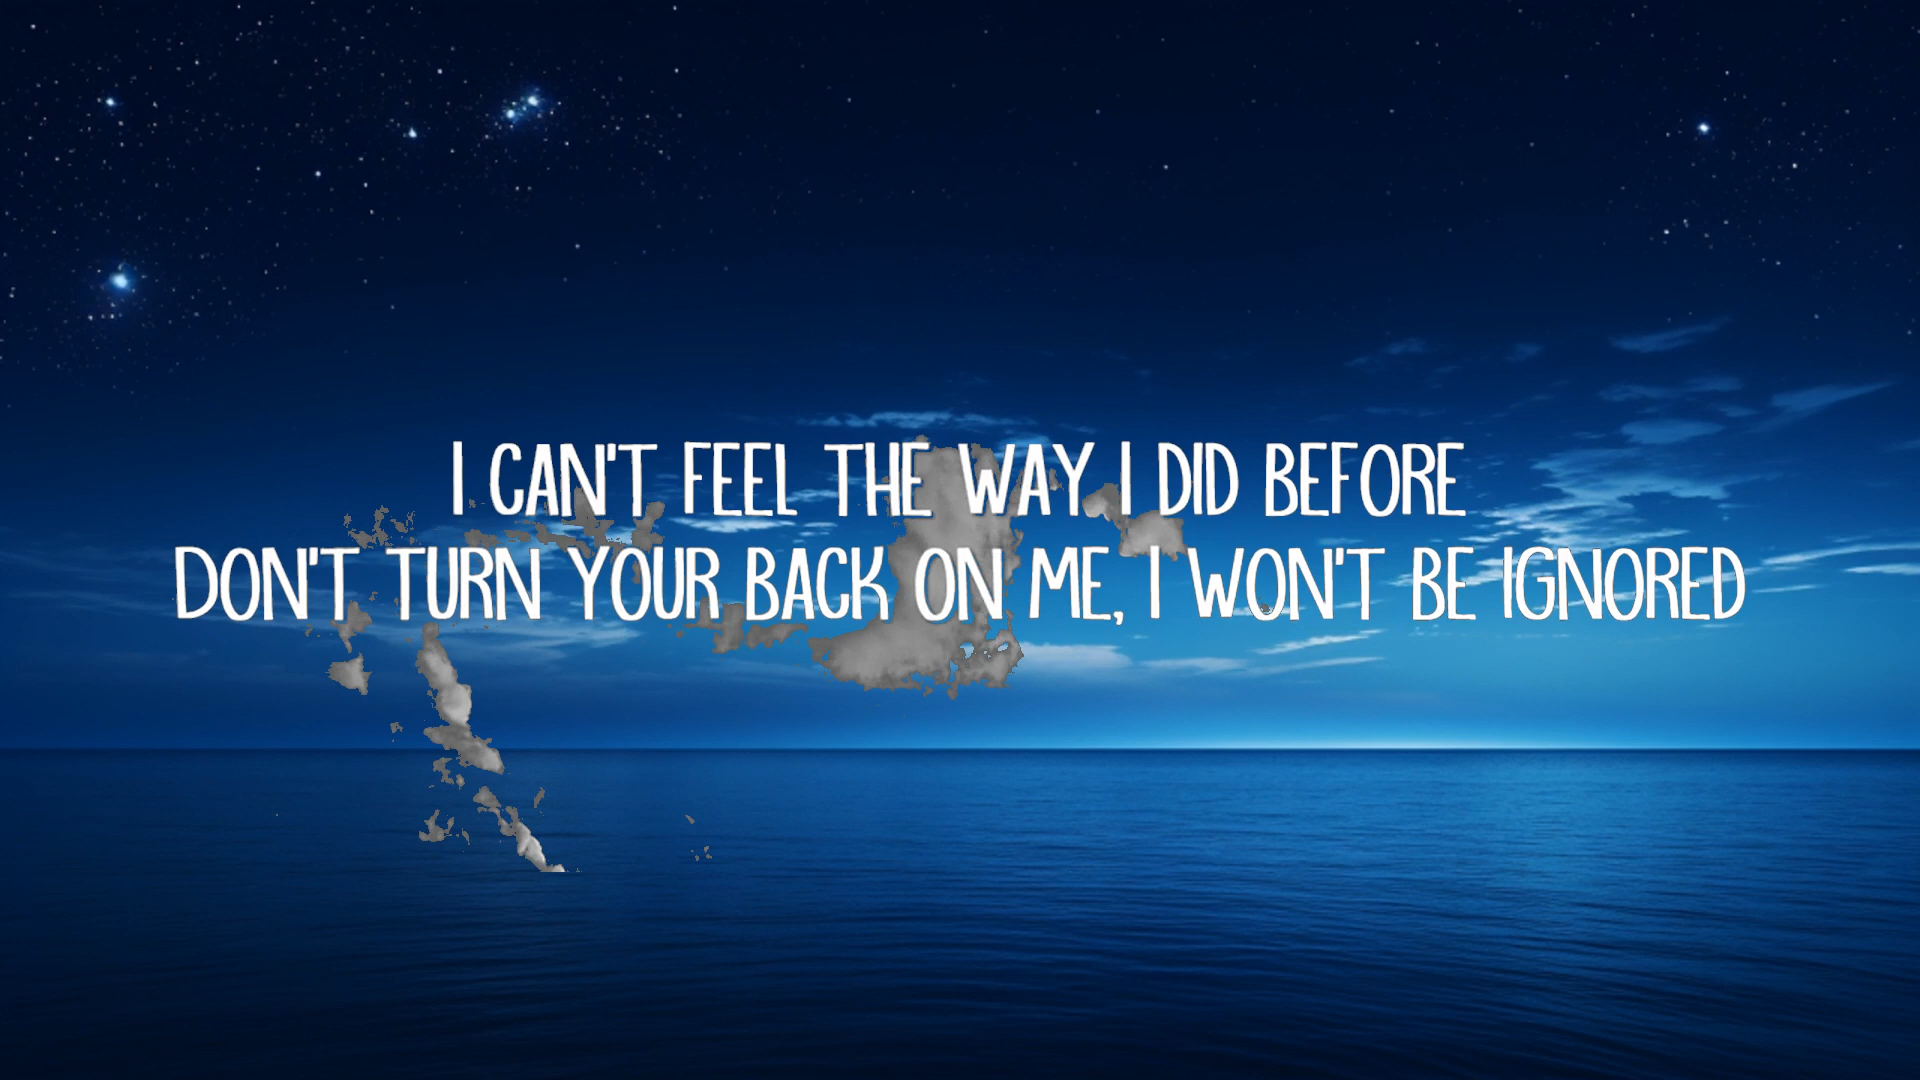 I CAN'T FEEL THE WAY I DID BEFORE
DON'T TURN YOUR BACK ON ME, I WON'T BE IGNORED